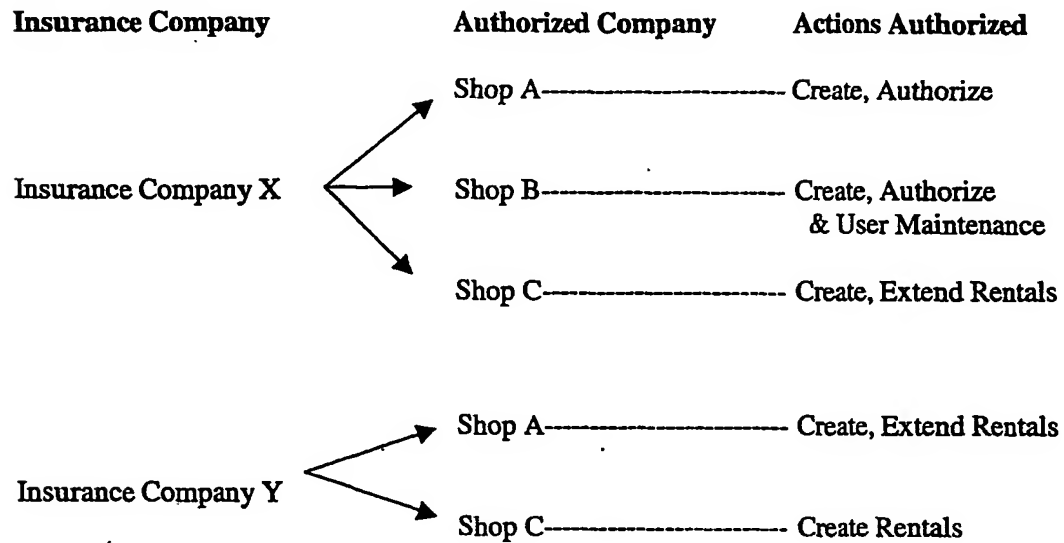 Insurance Company Authorized Company Actions Authorized
Shop A Create, Authorize
Insurance Company X Shop B Create, Authorize
& User Maintenance
Shop C Create, Extend Rentals
Shop A Create, Extend Rentals
Insurance Company Y
Shop C Create Rentals